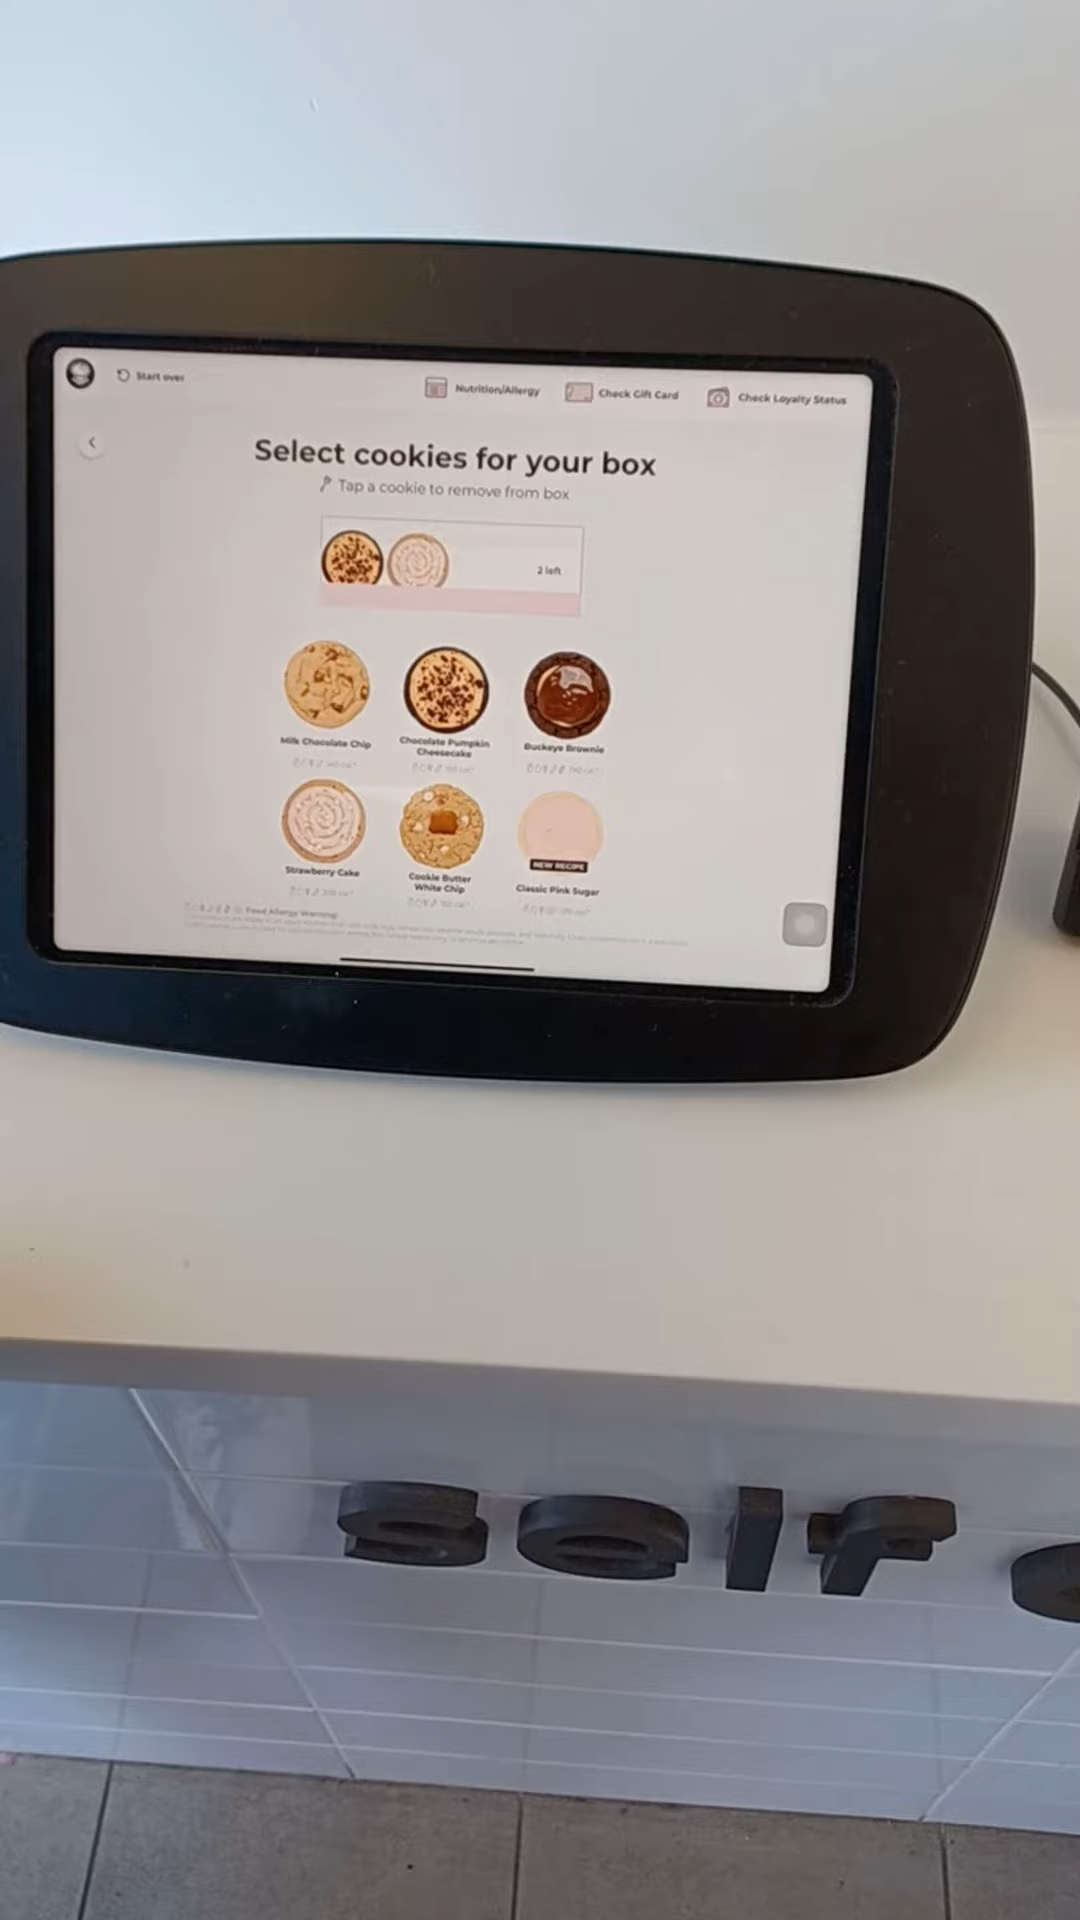 Start over
Nutrition/Allergy
Check Gift Card
Check Loyalty Status
Select cookies for your box
Tap a cookie to remove from box
2 left
Milk Chocolate Chip
Chocolate Pumpkin
Cheesecake
Buckeye Brownie
Strawberry Cake
Cookie Butter
White Chip
NEW RECIPE
Classic Pink Sugar
Food Allergy Warning!
self